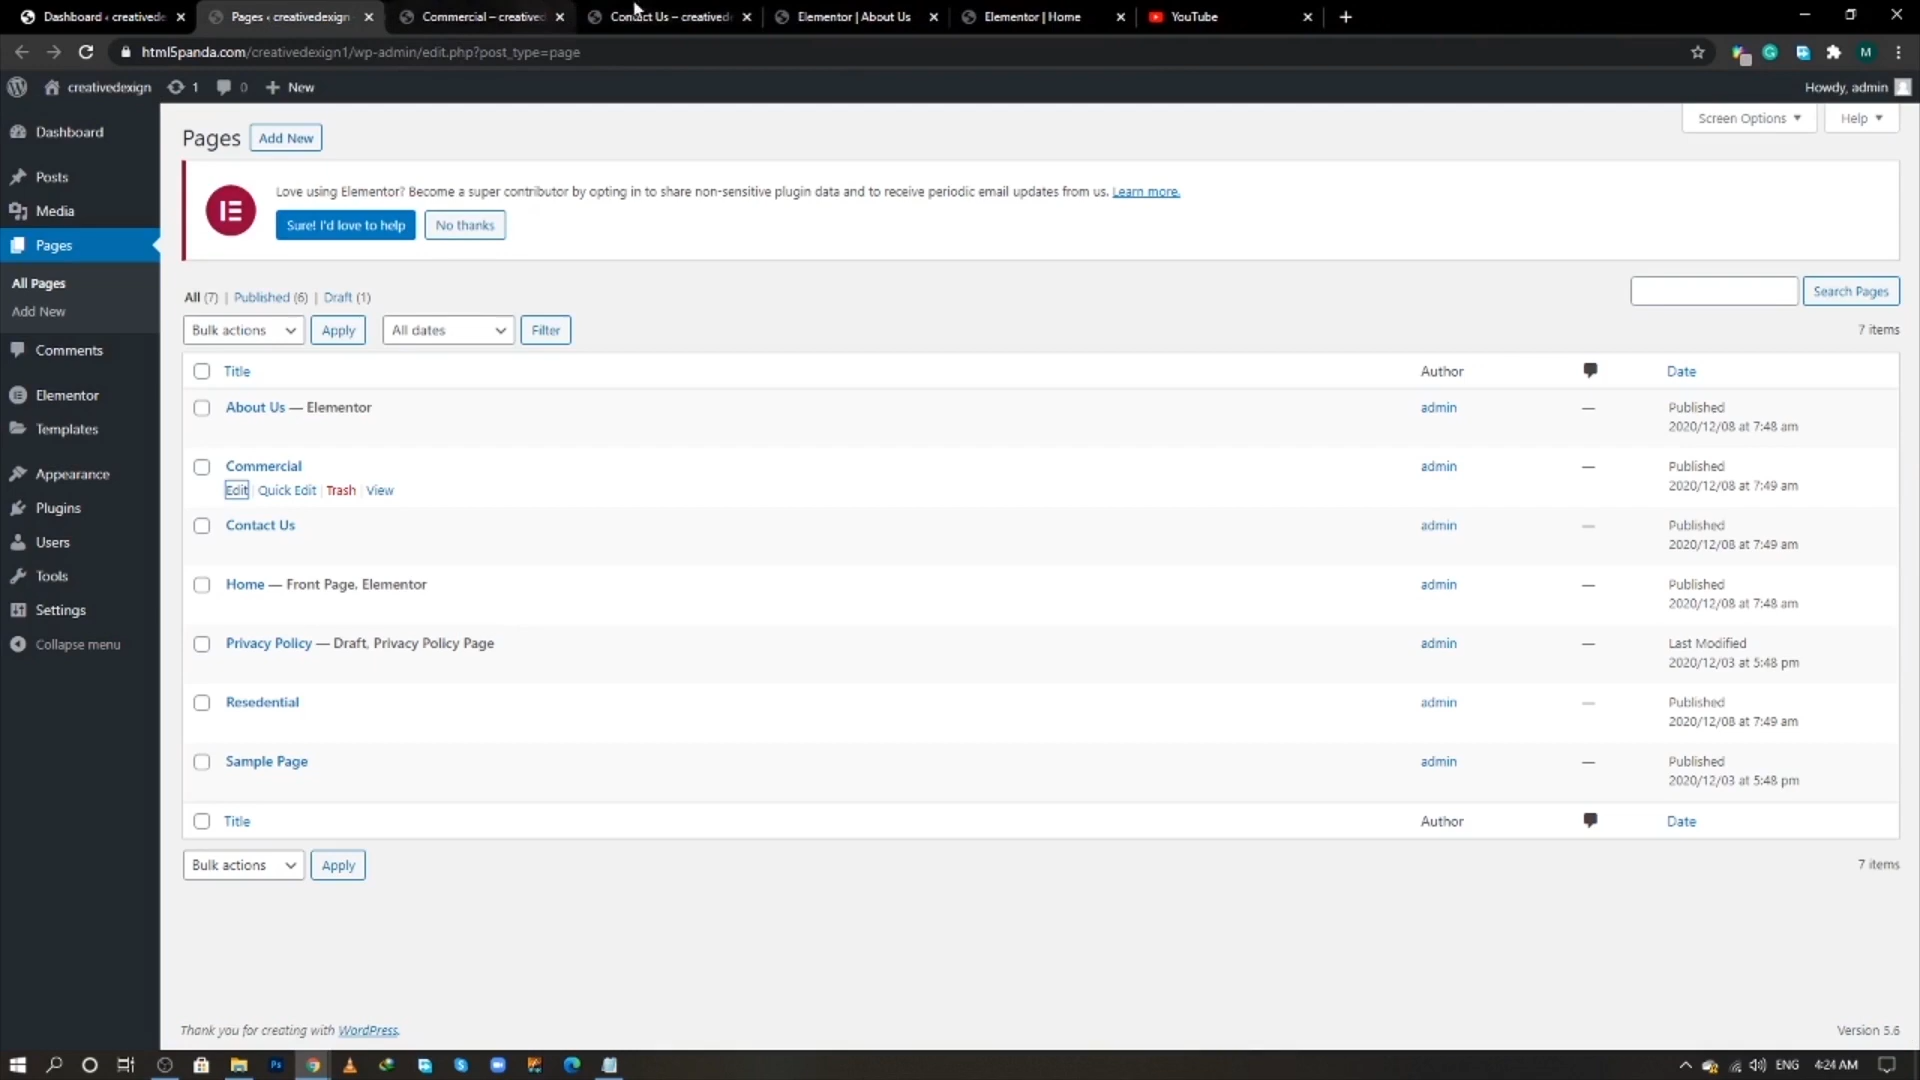 Dashboard ‹ creativede
Pages ‹ creativedexign
Commercial – creatived
Contact Us – creatived
Elementor | About Us
Elementor | Home
YouTube
html5panda.com/creativedexign1/wp-admin/edit.php?post_type=page
M
creativedexign
1
0
New
Howdy, admin
Dashboard
Posts
Media
Pages
All Pages
Add New
Comments
Elementor
Templates
Appearance
Plugins
Users
Tools
Settings
Collapse menu
Pages
Add New
Screen Options
Help
Love using Elementor? Become a super contributor by opting in to share non-sensitive plugin data and to receive periodic email updates from us. Learn more.
Sure! I'd love to help
No thanks
All (7) | Published (6) | Draft (1)
Search Pages
Bulk actions
Apply
All dates
Filter
7 items
Title
Author
Date
About Us — Elementor
admin
—
Published
2020/12/08 at 7:48 am
Commercial
Edit | Quick Edit | Trash | View
admin
—
Published
2020/12/08 at 7:49 am
Contact Us
admin
—
Published
2020/12/08 at 7:49 am
Home — Front Page, Elementor
admin
—
Published
2020/12/08 at 7:48 am
Privacy Policy — Draft, Privacy Policy Page
admin
—
Last Modified
2020/12/03 at 5:48 pm
Resedential
admin
—
Published
2020/12/08 at 7:49 am
Sample Page
admin
—
Published
2020/12/03 at 5:48 pm
Title
Author
Date
Bulk actions
Apply
7 items
Thank you for creating with WordPress.
Version 5.6
Ps
ENG
4:24 AM